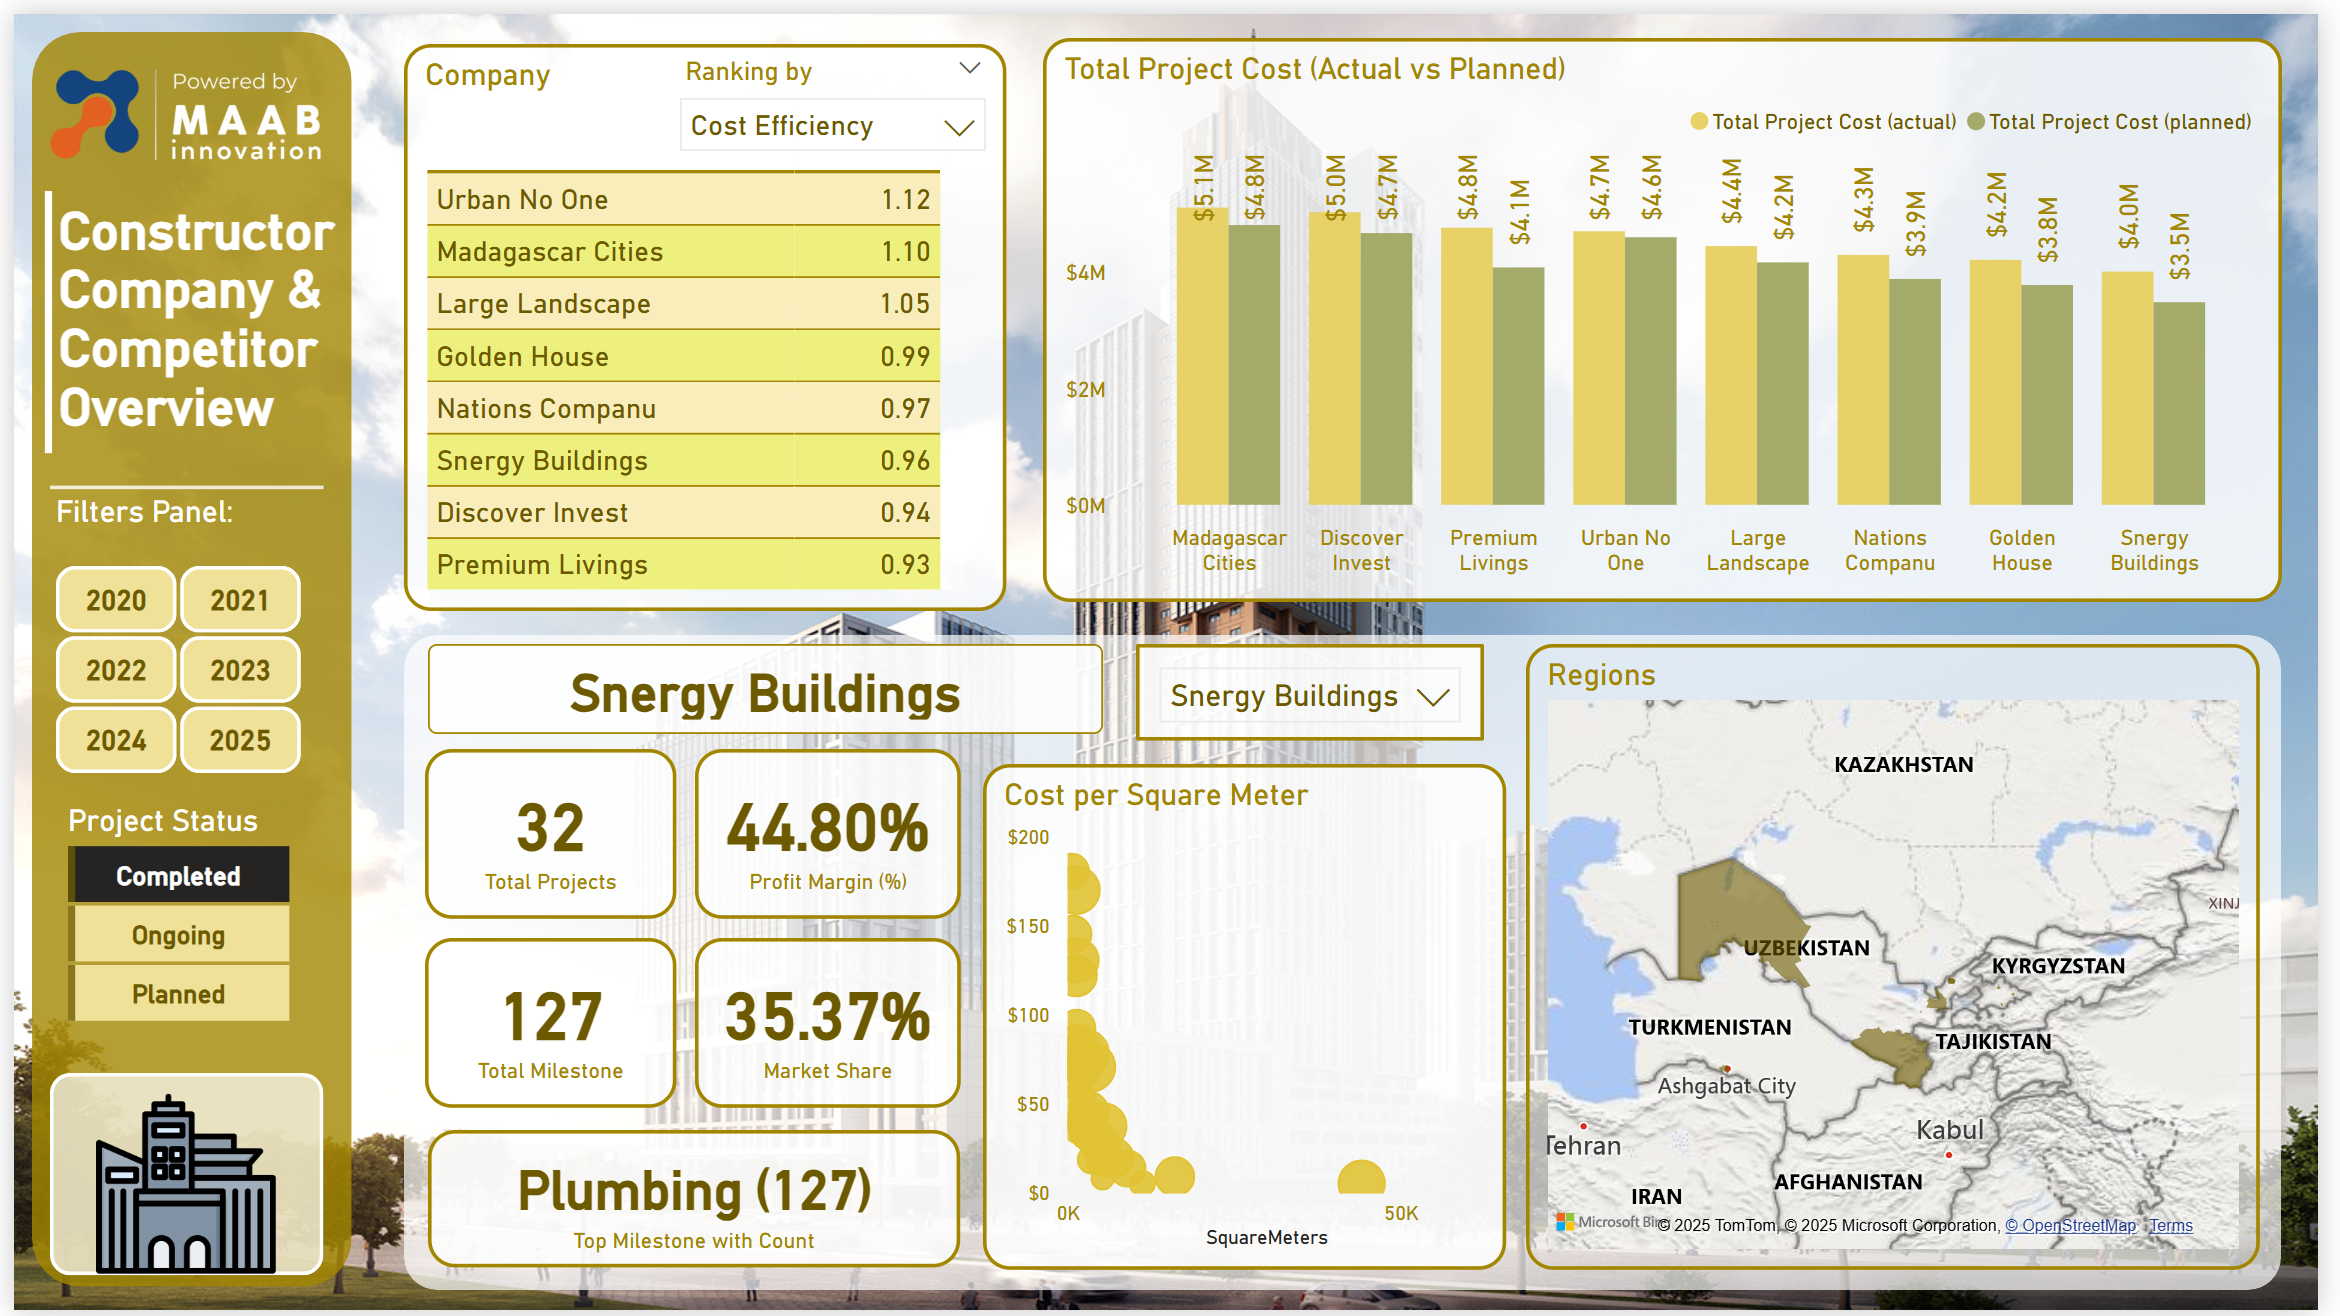 Powered by
MAAB
innovation
Constructor
Company &
Competitor
Overview
Filters Panel:
2020
2021
2022
2023
2024
2025
Project Status
Completed
Ongoing
Planned
Company
Ranking by
Cost Efficiency
Urban No One 1.12
Madagascar Cities 1.10
Large Landscape 1.05
Golden House 0.99
Nations Companu 0.97
Snergy Buildings 0.96
Discover Invest 0.94
Premium Livings 0.93
Total Project Cost (Actual vs Planned)
Total Project Cost (actual) Total Project Cost (planned)
$5.1M $4.8M $5.0M $4.7M $4.8M $4.1M $4.7M $4.6M $4.4M $4.2M $4.3M $3.9M $4.2M $3.8M $4.0M $3.5M
$4M
$2M
$0M
Madagascar Cities
Discover Invest
Premium Livings
Urban No One
Large Landscape
Nations Companu
Golden House
Snergy Buildings
Snergy Buildings
Snergy Buildings
32
Total Projects
44.80%
Profit Margin (%)
127
Total Milestone
35.37%
Market Share
Plumbing (127)
Top Milestone with Count
Cost per Square Meter
$200
$150
$100
$50
$0
0K 50K
SquareMeters
Regions
KAZAKHSTAN
XINJ
UZBEKISTAN
KYRGYZSTAN
TURKMENISTAN
TAJIKISTAN
Ashgabat City
Kabul
Tehran
AFGHANISTAN
IRAN
Microsoft Bing
© 2025 TomTom, © 2025 Microsoft Corporation, © OpenStreetMap Terms